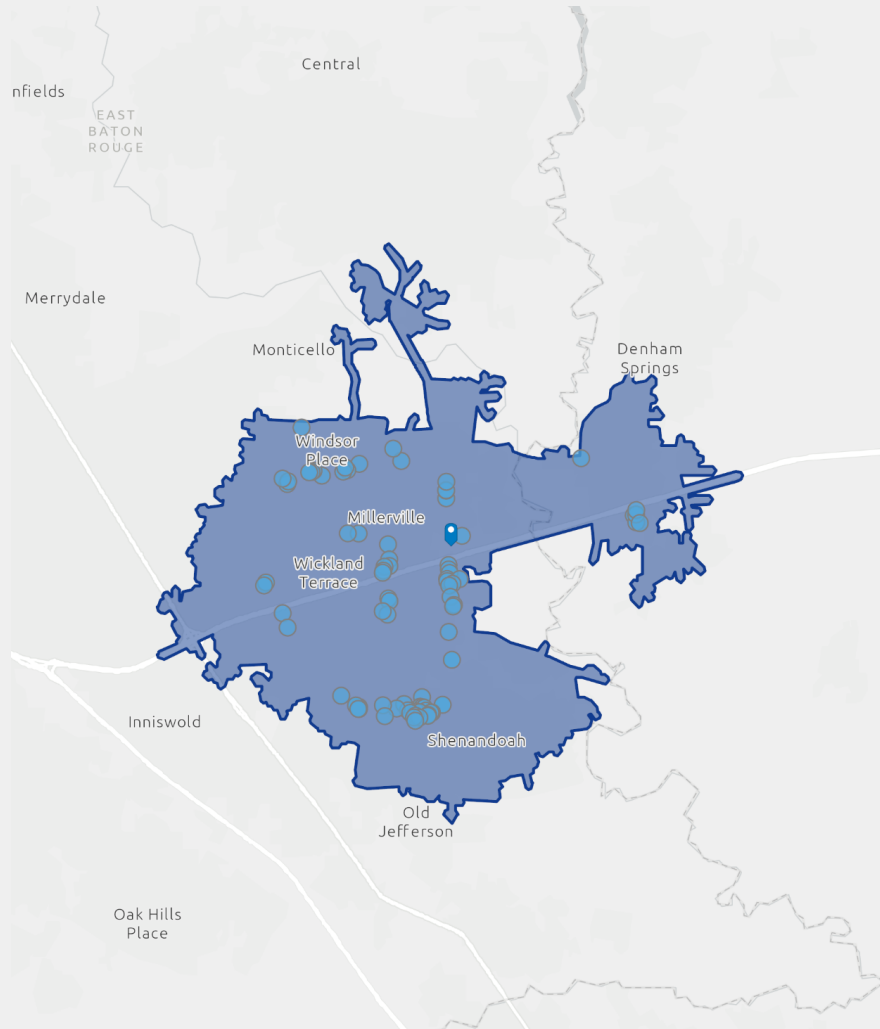 Central
nfields
EAST
BATON
ROUGE
Merrydale
Monticello
Denham
Springs
Windsor
Place
Millerville
Wickland
Terrace
Inniswold
Shenandoah
Old
Jefferson
Oak Hills
Place